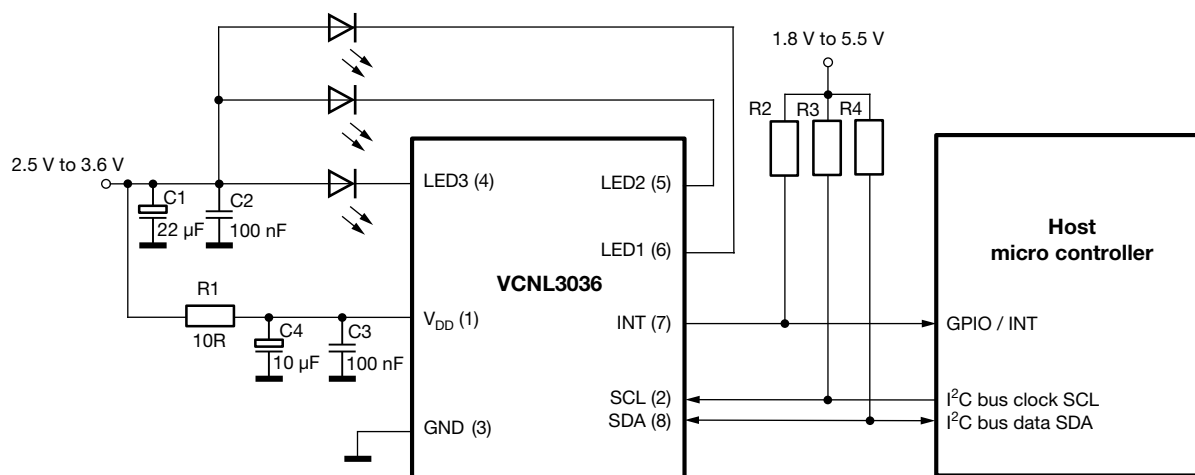 1.8 V to 5.5 V
R2
R3
R4
2.5 V to 3.6 V
C1
22 µF
C2
100 nF
LED3 (4)
LED2 (5)
LED1 (6)
VCNL3036
Host
micro controller
R1
10R
C4
10 µF
C3
100 nF
V_DD (1)
INT (7)
GPIO / INT
SCL (2)
SDA (8)
GND (3)
I²C bus clock SCL
I²C bus data SDA